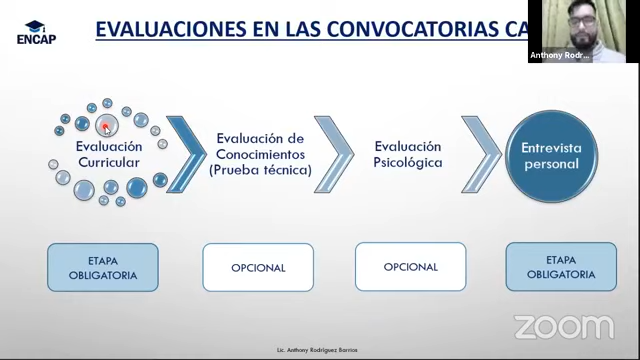 ENCAP
EVALUACIONES EN LAS CONVOCATORIAS
Anthony Rodr...
Evaluación
Curricular
Evaluación de
Conocimientos
(Prueba técnica)
Evaluación
Psicológica
Entrevista
personal
ETAPA
OBLIGATORIA
OPCIONAL
OPCIONAL
ETAPA
OBLIGATORIA
zoom
Lic. Anthony Rodríguez Barrios